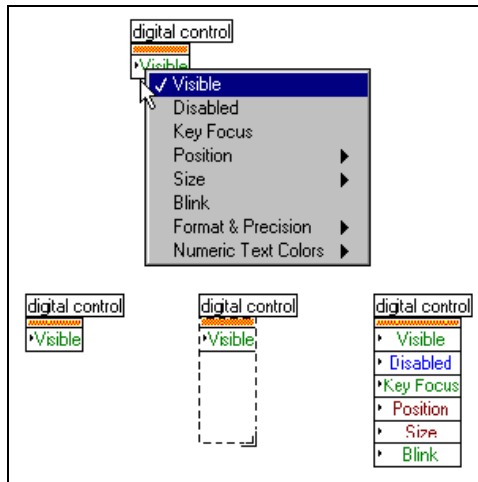 digital control
Visible
Visible
Disabled
Key Focus
Position
Size
Blink
Format & Precision
Numeric Text Colors
digital control
Visible
digital control
Visible
digital control
Visible
Disabled
Key Focus
Position
Size
Blink